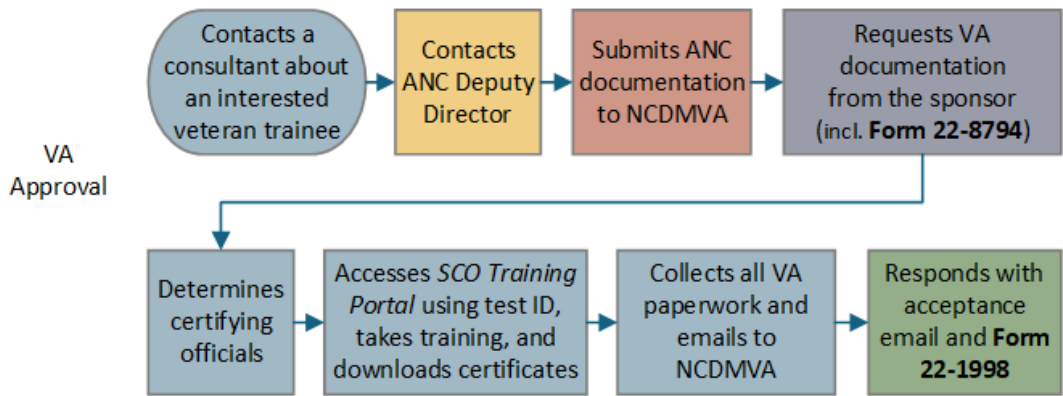 VA
Approval
Contacts a
consultant about
an interested
veteran trainee
Contacts
ANC Deputy
Director
Submits ANC
documentation
to NCDMVA
Requests VA
documentation
from the sponsor
(incl. Form 22-8794)
Determines
certifying
officials
Accesses SCO Training
Portal using test ID,
takes training, and
downloads certificates
Collects all VA
paperwork and
emails to
NCDMVA
Responds with
acceptance
email and Form
22-1998